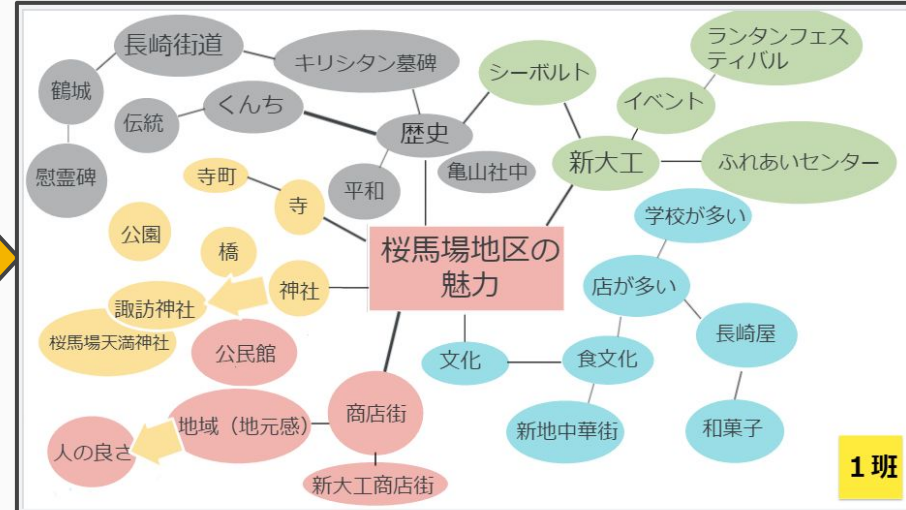 ランタンフェス
ティバル
長崎街道
キリシタン墓碑
シーボルト
鶴城
くんち
イベント
伝統
歴史
新大工
ふれあいセンター
慰霊碑
寺町
平和
亀山社中
寺
学校が多い
公園
橋
桜馬場地区の
魅力
店が多い
神社
諏訪神社
桜馬場天満神社
公民館
文化
食文化
長崎屋
商店街
地域（地元感）
人の良さ
新地中華街
和菓子
新大工商店街
1班